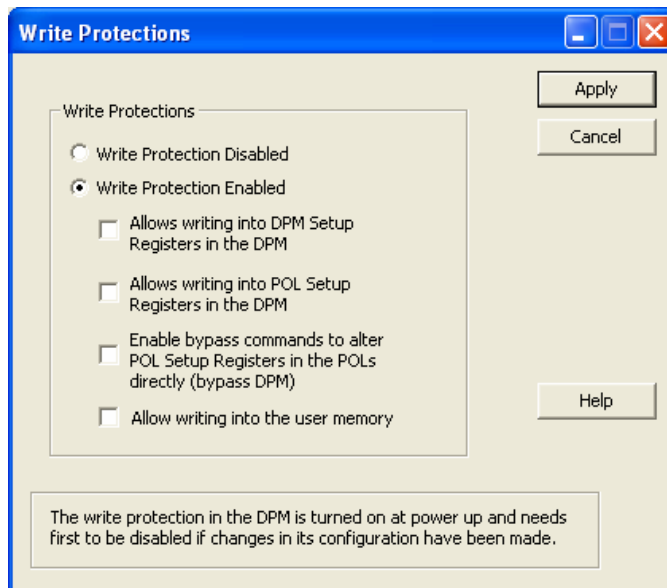 Write Protections
Apply
Write Protections
Cancel
Write Protection Disabled
Write Protection Enabled
Allows writing into DPM Setup
Registers in the DPM
Allows writing into POL Setup
Registers in the DPM
Enable bypass commands to alter
POL Setup Registers in the POLs
directly (bypass DPM)
Help
Allow writing into the user memory
The write protection in the DPM is turned on at power up and needs
first to be disabled if changes in its configuration have been made.